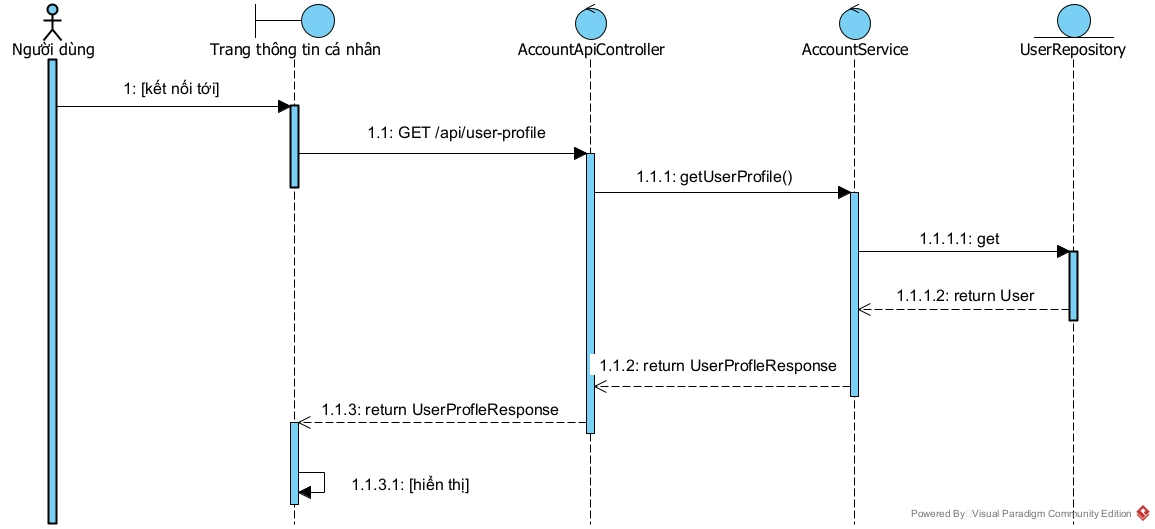 Người dùng
Trang thông tin cá nhân
AccountApiController
AccountService
UserRepository
1: [kết nối tới]
1.1: GET /api/user-profile
1.1.1: getUserProfile()
1.1.1.1: get
1.1.1.2: return User
1.1.2: return UserProfleResponse
1.1.3: return UserProfleResponse
1.1.3.1: [hiển thị]
Powered By Visual Paradigm Community Edition